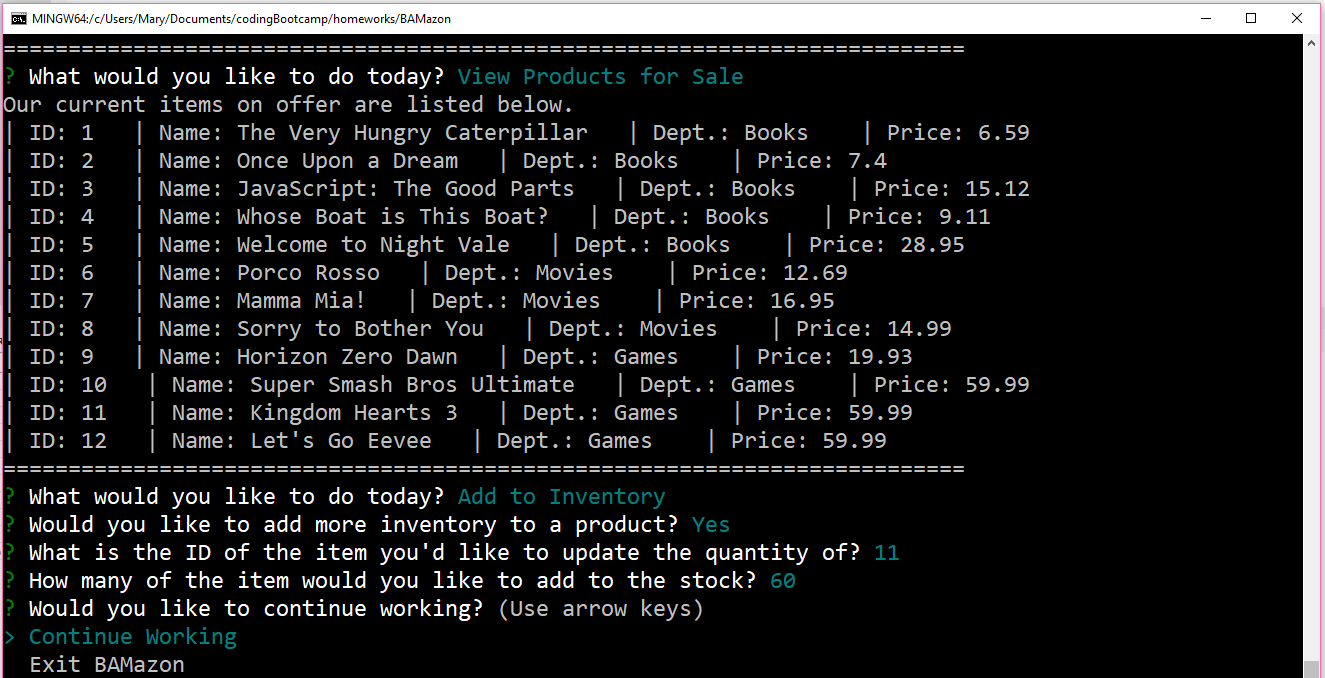 MINGW64:/c/Users/Mary/Documents/codingBootcamp/homeworks/BAMazon
==========================================================================
? What would you like to do today? View Products for Sale
Our current items on offer are listed below.
| ID: 1   | Name: The Very Hungry Caterpillar   | Dept.: Books    | Price: 6.59
| ID: 2   | Name: Once Upon a Dream   | Dept.: Books    | Price: 7.4
| ID: 3   | Name: JavaScript: The Good Parts   | Dept.: Books    | Price: 15.12
| ID: 4   | Name: Whose Boat is This Boat?   | Dept.: Books    | Price: 9.11
| ID: 5   | Name: Welcome to Night Vale   | Dept.: Books    | Price: 28.95
| ID: 6   | Name: Porco Rosso   | Dept.: Movies    | Price: 12.69
| ID: 7   | Name: Mamma Mia!   | Dept.: Movies    | Price: 16.95
| ID: 8   | Name: Sorry to Bother You   | Dept.: Movies    | Price: 14.99
| ID: 9   | Name: Horizon Zero Dawn   | Dept.: Games    | Price: 19.93
| ID: 10   | Name: Super Smash Bros Ultimate   | Dept.: Games    | Price: 59.99
| ID: 11   | Name: Kingdom Hearts 3   | Dept.: Games    | Price: 59.99
| ID: 12   | Name: Let's Go Eevee   | Dept.: Games    | Price: 59.99
==========================================================================
? What would you like to do today? Add to Inventory
? Would you like to add more inventory to a product? Yes
? What is the ID of the item you'd like to update the quantity of? 11
? How many of the item would you like to add to the stock? 60
? Would you like to continue working? (Use arrow keys)
> Continue Working
  Exit BAMazon